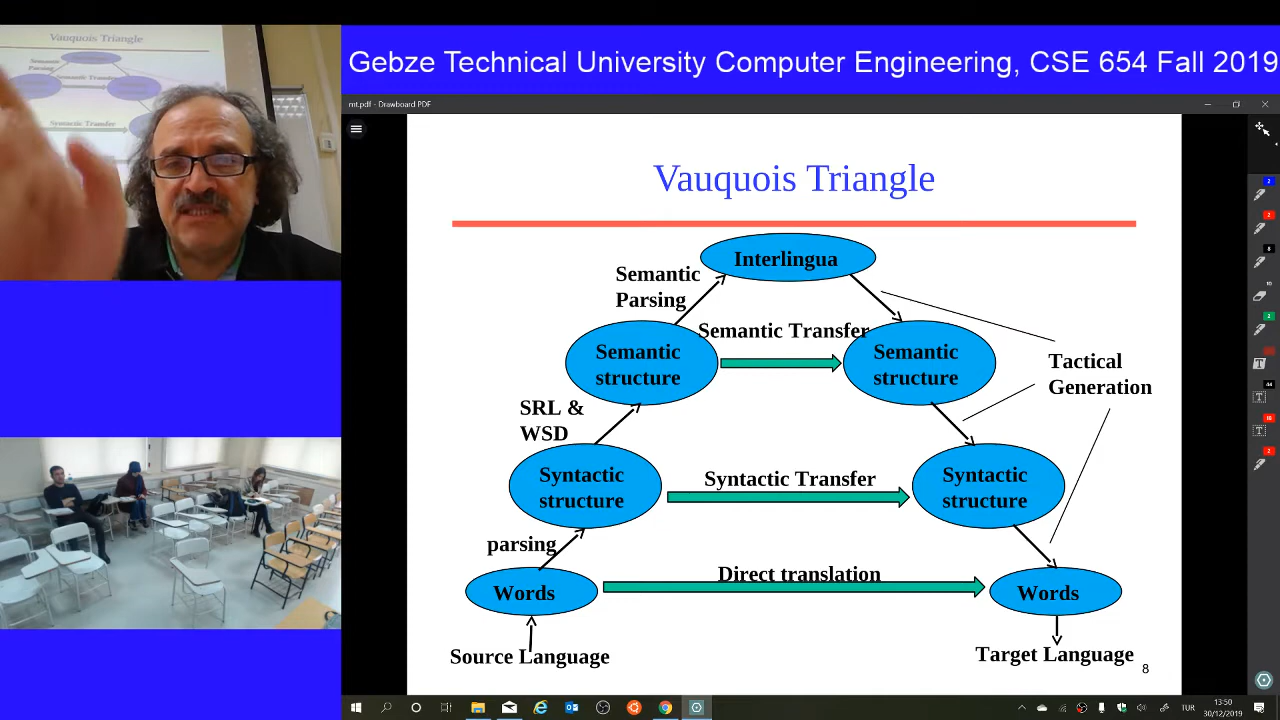 Vauquois Triangle
Semantic
Parsing
Gebze Technical University Computer Engineering, CSE 654 Fall 2019
mt.pdf - Drawboard PDF
Vauquois Triangle
Interlingua
Semantic
Parsing
Semantic Transfer
Semantic
structure
Semantic
structure
Tactical
Generation
SRL &
WSD
Syntactic
structure
Syntactic Transfer
Syntactic
structure
parsing
Direct translation
Words
Words
Source Language
Target Language
8
TUR
13:50
30/12/2019